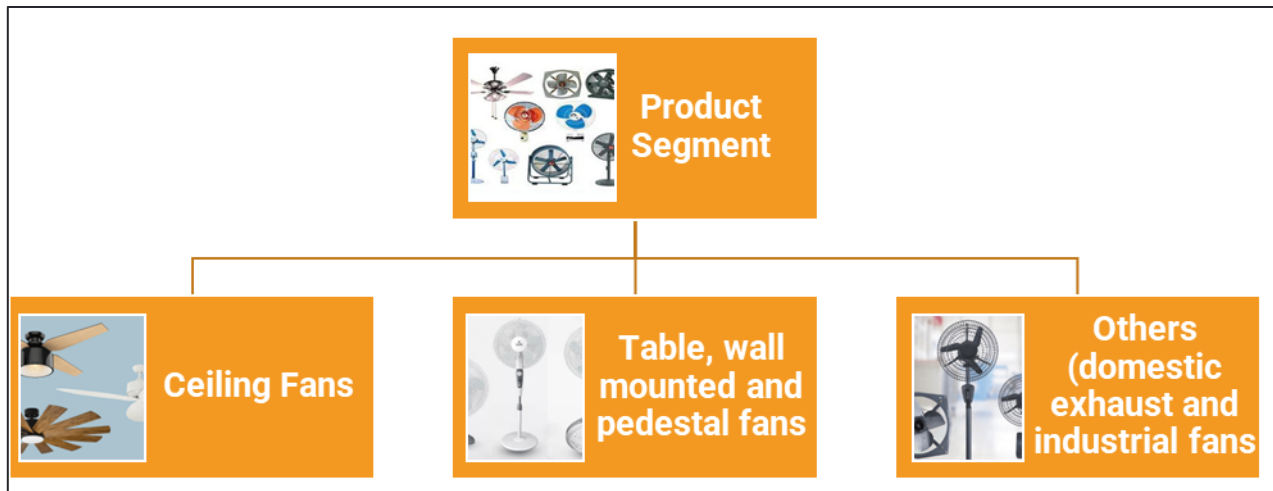 Product
Segment
Ceiling Fans
Table, wall
mounted and
pedestal fans
Others
(domestic
exhaust and
industrial fans